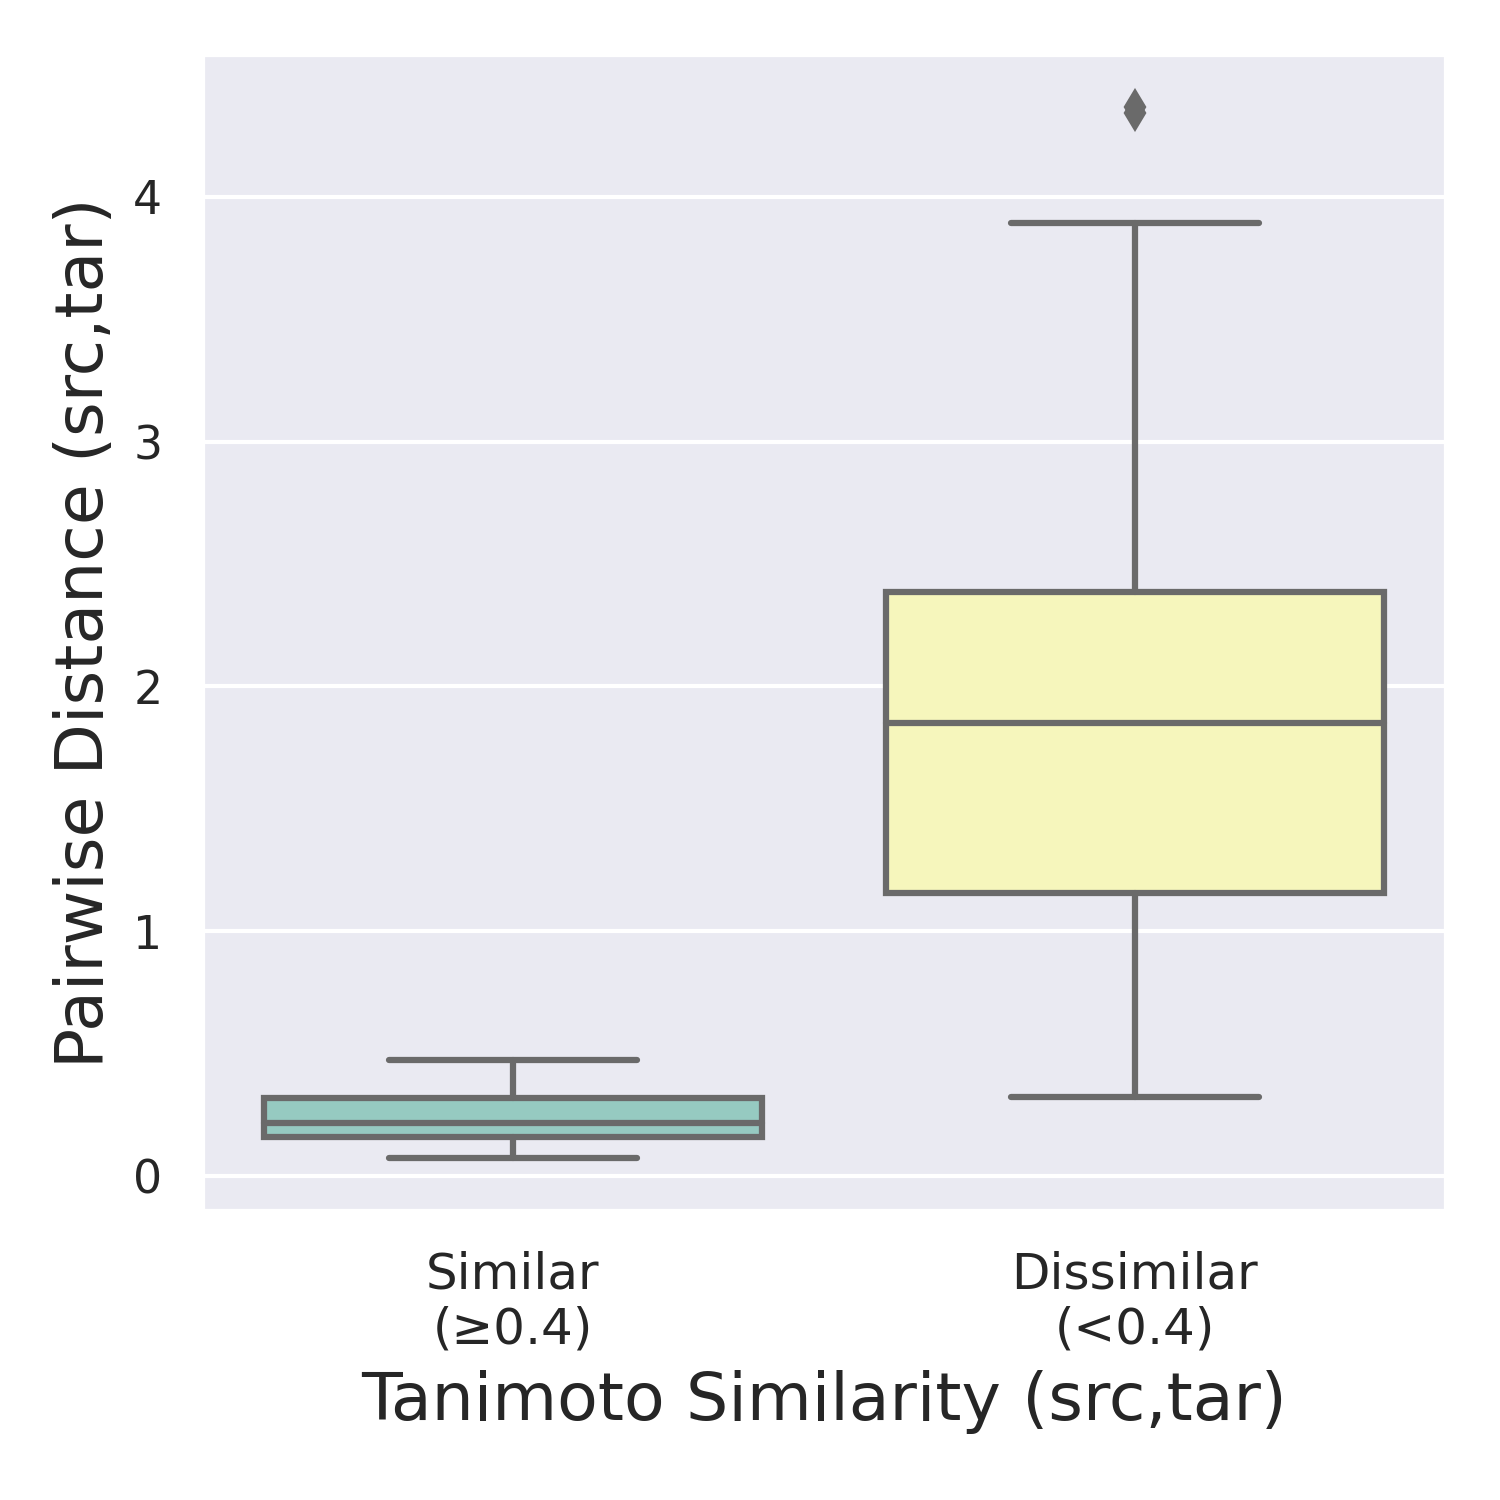 Pairwise Distance (src,tar)
4
3
2
1
0
Similar
(≥0.4)
Dissimilar
(<0.4)
Tanimoto Similarity (src,tar)